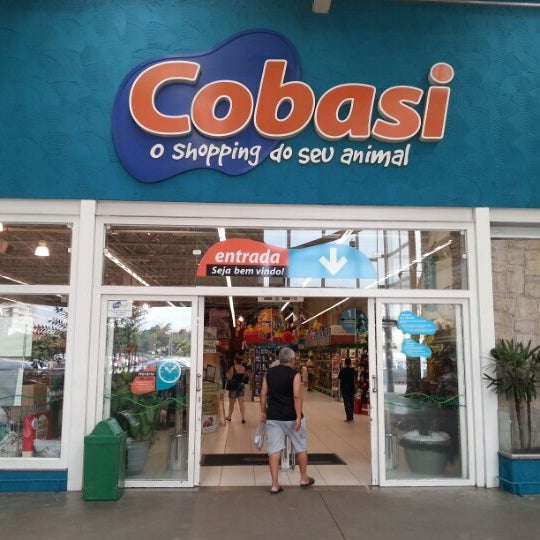 Cobasi
o shopping do seu animal
entrada
Seja bem vindo!